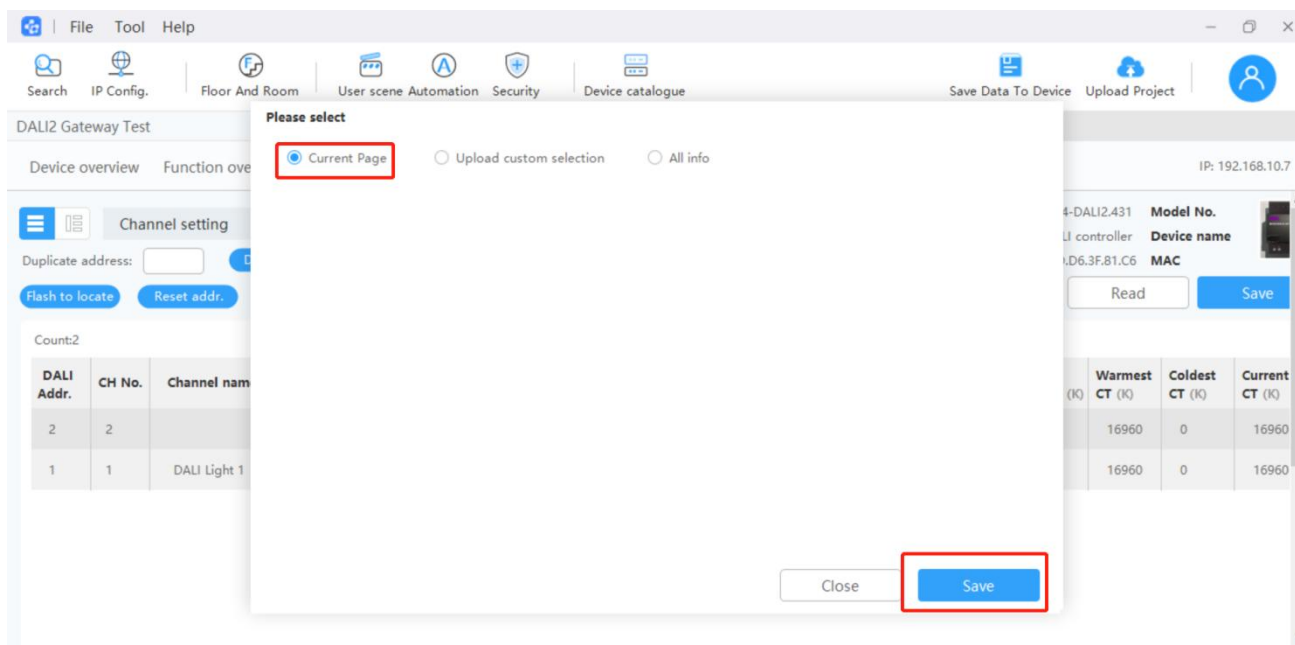 File Tool Help
Search IP Config. Floor And Room User scene Automation Security Device catalogue Save Data To Device Upload Project
DALI2 Gateway Test
Please select
Current Page Upload custom selection All info
Device overview Function ove
IP: 192.168.10.7
Channel setting
4-DALI2.431 Model No.
LI controller Device name
.D6.3F.81.C6 MAC
Duplicate address:
Flash to locate Reset addr.
Read Save
Count:2
DALI Addr. CH No. Channel nam (K) Warmest CT (K) Coldest CT (K) Current CT (K)
2 2 16960 0 16960
1 1 DALI Light 1 16960 0 16960
Close Save